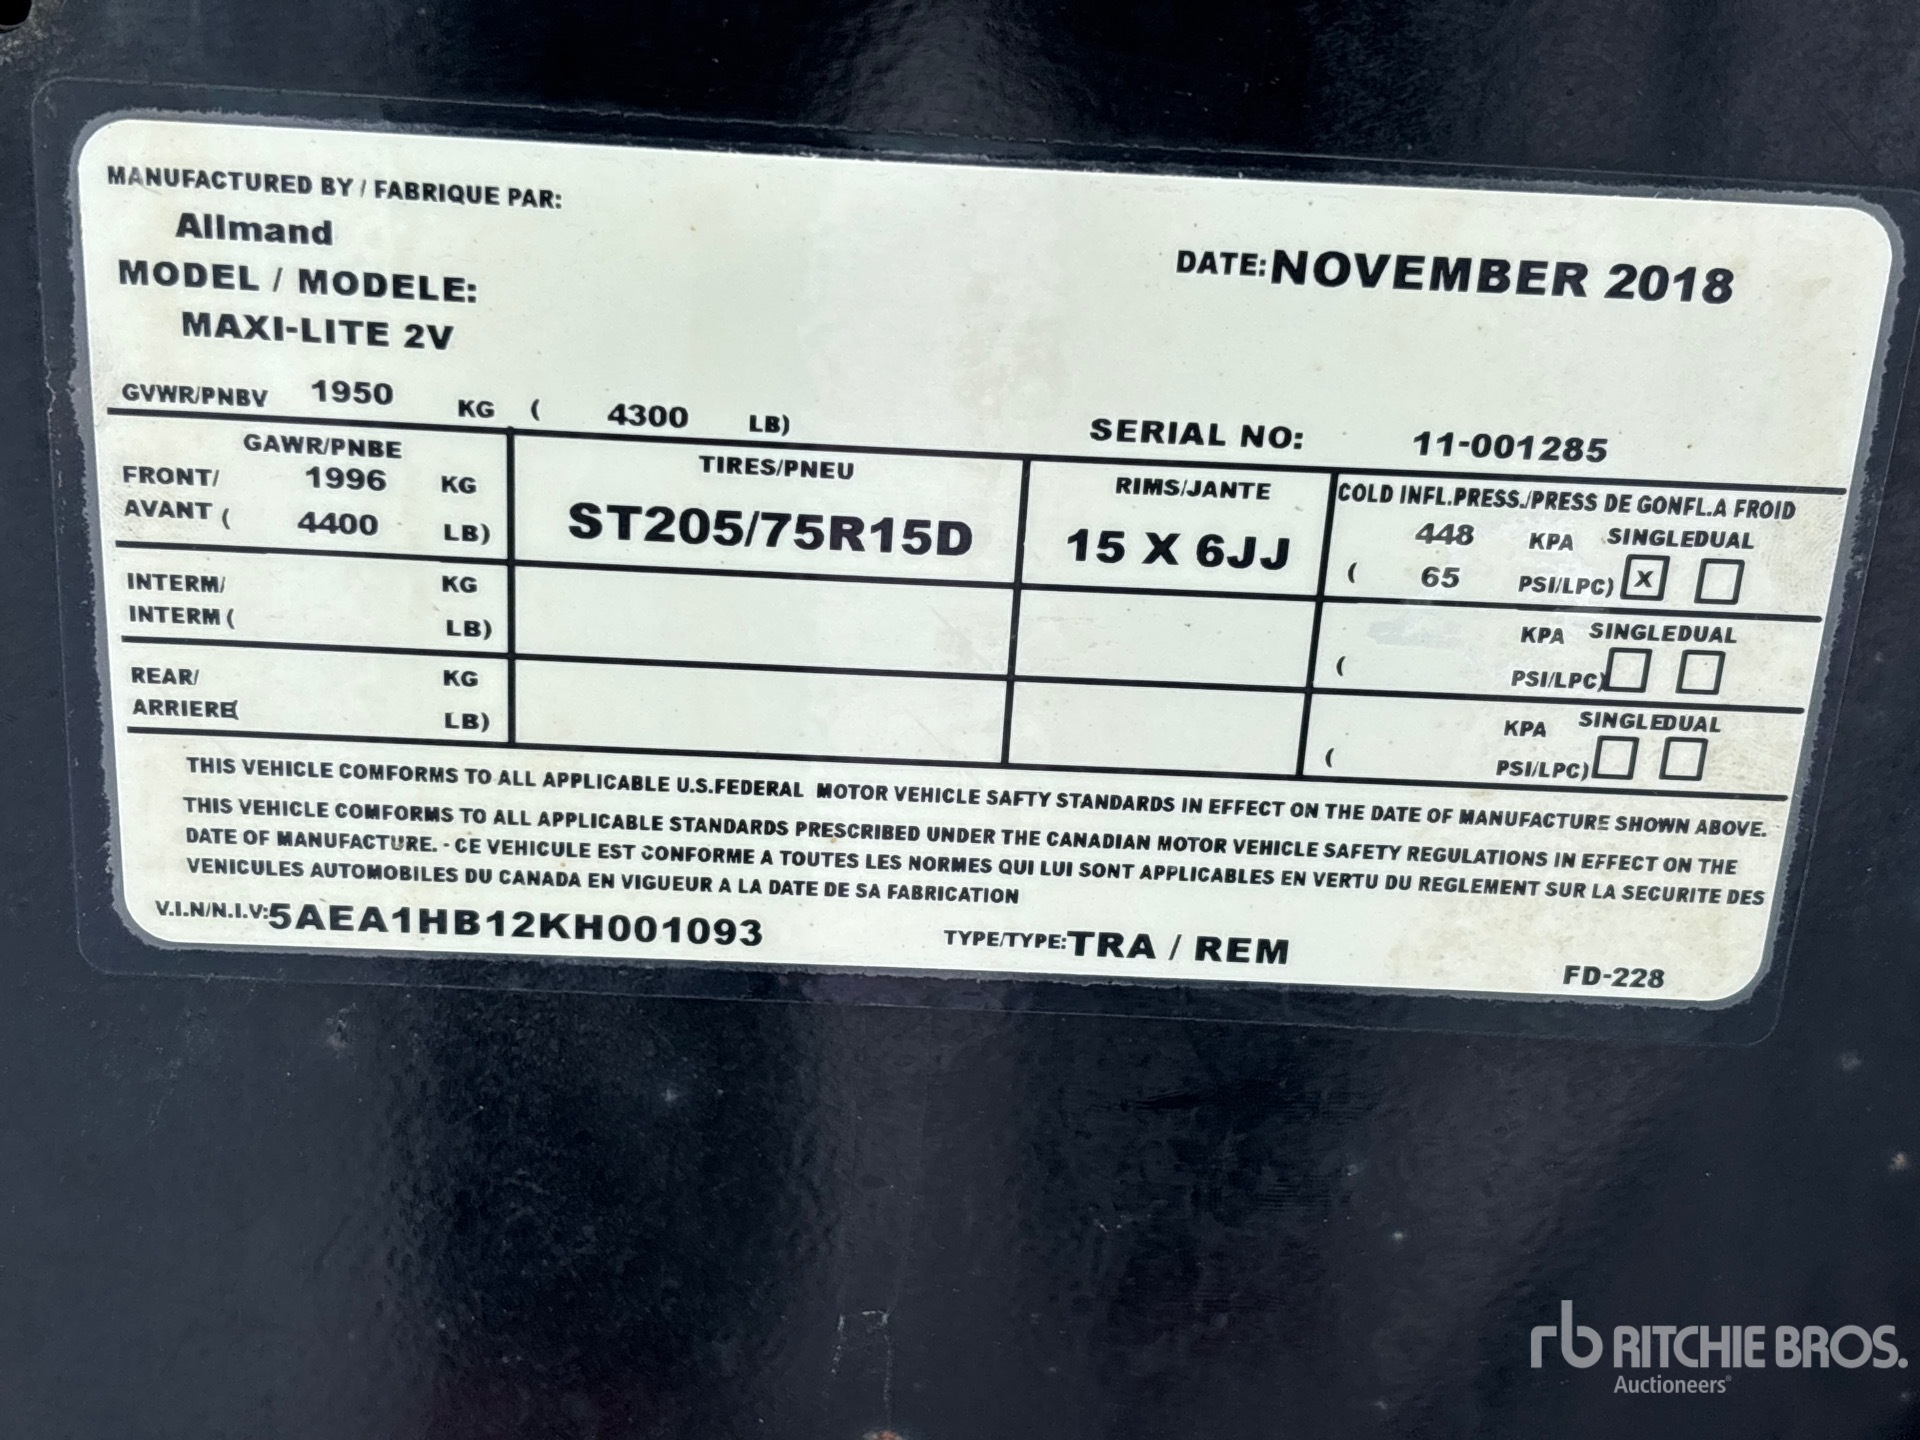 MANUFACTURED BY / FABRIQUE PAR:
Allmand
MODEL / MODELE:
MAXI-LITE 2V
DATE: NOVEMBER 2018
GVWR/PNBV 1950 KG ( 4300 LB)
SERIAL NO: 11-001285
GAWR/PNBE
FRONT/ 1996 KG
AVANT ( 4400 LB)
TIRES/PNEU
ST205/75R15D
RIMS/JANTE
15 X 6JJ
COLD INFL.PRESS./PRESS DE GONFL.A FROID
448 KPA SINGLE DUAL
( 65 PSI/LPC) X
INTERM/ KG
INTERM ( LB)
KPA SINGLE DUAL
( PSI/LPC)
REAR/ KG
ARRIERE( LB)
KPA SINGLE DUAL
( PSI/LPC)
THIS VEHICLE COMFORMS TO ALL APPLICABLE U.S.FEDERAL MOTOR VEHICLE SAFTY STANDARDS IN EFFECT ON THE DATE OF MANUFACTURE SHOWN ABOVE.
THIS VEHICLE COMFORMS TO ALL APPLICABLE STANDARDS PRESCRIBED UNDER THE CANADIAN MOTOR VEHICLE SAFETY REGULATIONS IN EFFECT ON THE
DATE OF MANUFACTURE. - CE VEHICULE EST CONFORME A TOUTES LES NORMES QUI LUI SONT APPLICABLES EN VERTU DU REGLEMENT SUR LA SECURITE DES
VENICULES AUTOMOBILES DU CANADA EN VIGUEUR A LA DATE DE SA FABRICATION
V.I.N/N.I.V: 5AEA1HB12KH001093
TYPE/TYPE: TRA / REM
FD-228
rb RITCHIE BROS.
Auctioneers®